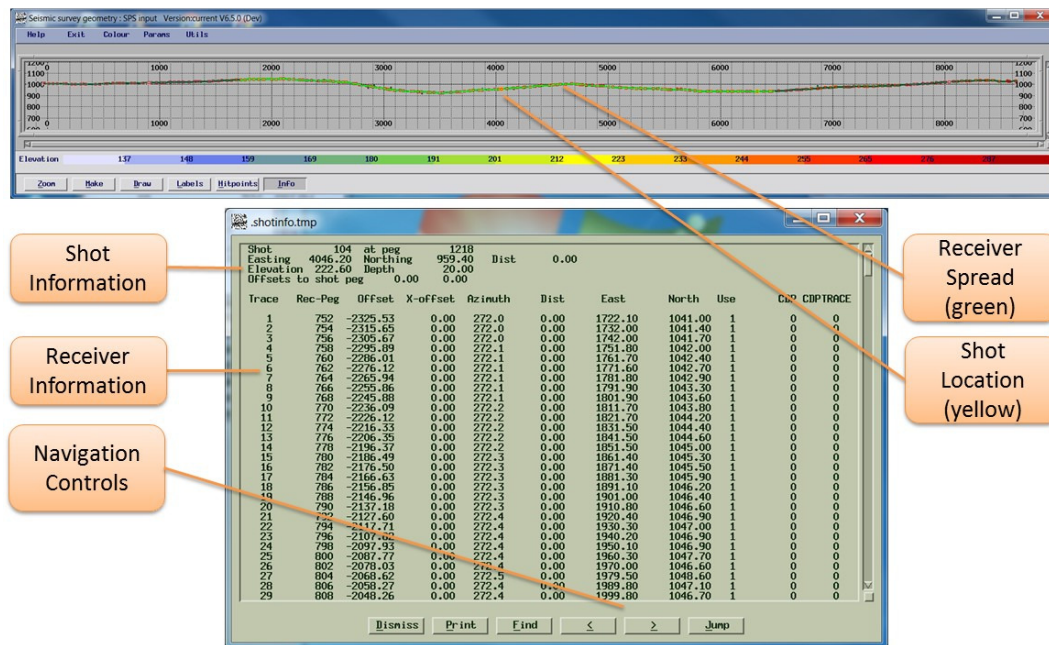 Seismic survey geometry : SPS input Version:current V6.5.0 (Dev)
Help Exit Colour Params Utils
1200 0 1000 2000 3000 4000 5000 6000 7000 8000 1200
1100 1100
1000 1000
900 900
800 800
700 700
600 0 1000 2000 3000 4000 5000 6000 7000 8000 600
Elevation 137 148 159 169 180 191 201 212 223 233 244 255 265 276 287
Zoom Make Draw Labels Hitpoints Info
.shotinfo.tmp
Shot 104 at peg 1218
Easting 4046.20 Northing 959.40 Dist 0.00
Elevation 222.60 Depth 20.00
Offsets to shot peg 0.00 0.00
Trace Rec-Peg Offset X-offset Azimuth Dist East North Use CDP CDPTRACE
1 752 -2325.53 0.00 272.0 0.00 1722.10 1041.00 1 0 0
2 754 -2315.65 0.00 272.0 0.00 1732.00 1041.40 1 0 0
3 756 -2305.67 0.00 272.0 0.00 1742.00 1041.70 1 0 0
4 758 -2295.89 0.00 272.1 0.00 1751.80 1042.00 1 0 0
5 760 -2286.01 0.00 272.1 0.00 1761.70 1042.40 1 0 0
6 762 -2276.12 0.00 272.1 0.00 1771.60 1042.70 1 0 0
7 764 -2265.94 0.00 272.1 0.00 1781.80 1042.90 1 0 0
8 766 -2255.86 0.00 272.1 0.00 1791.90 1043.30 1 0 0
9 768 -2245.88 0.00 272.1 0.00 1801.90 1043.60 1 0 0
10 770 -2236.09 0.00 272.2 0.00 1811.70 1043.80 1 0 0
11 772 -2226.12 0.00 272.2 0.00 1821.70 1044.20 1 0 0
12 774 -2216.33 0.00 272.2 0.00 1831.50 1044.40 1 0 0
13 776 -2206.35 0.00 272.2 0.00 1841.50 1044.60 1 0 0
14 778 -2196.37 0.00 272.2 0.00 1851.50 1045.00 1 0 0
15 780 -2186.49 0.00 272.3 0.00 1861.40 1045.30 1 0 0
16 782 -2176.50 0.00 272.3 0.00 1871.40 1045.50 1 0 0
17 784 -2166.63 0.00 272.3 0.00 1881.30 1045.90 1 0 0
18 786 -2156.85 0.00 272.3 0.00 1891.10 1046.20 1 0 0
19 788 -2146.96 0.00 272.3 0.00 1901.00 1046.40 1 0 0
20 790 -2137.18 0.00 272.3 0.00 1910.80 1046.60 1 0 0
21 792 -2127.60 0.00 272.4 0.00 1920.40 1046.90 1 0 0
22 794 -2117.71 0.00 272.4 0.00 1930.30 1047.00 1 0 0
23 796 0.00 272.4 0.00 1940.20 1046.90 1 0 0
24 798 -2097.93 0.00 272.4 0.00 1950.10 1046.90 1 0 0
25 800 -2087.77 0.00 272.4 0.00 1960.30 1047.70 1 0 0
26 802 -2078.03 0.00 272.4 0.00 1970.00 1046.60 1 0 0
27 804 -2068.62 0.00 272.5 0.00 1979.50 1048.60 1 0 0
28 806 -2058.27 0.00 272.4 0.00 1989.80 1047.10 1 0 0
29 808 -2048.26 0.00 272.4 0.00 1999.80 1046.70 1 0 0
Dismiss Print Find < > Jump
Shot
Information
Receiver
Information
Navigation
Controls
Receiver
Spread
(green)
Shot
Location
(yellow)